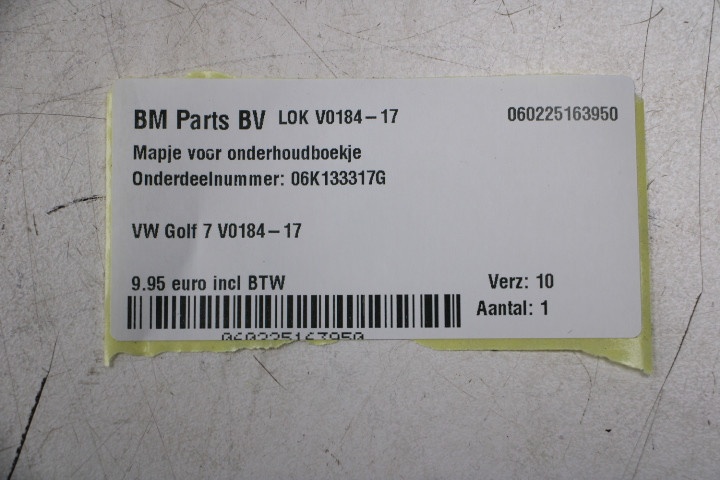 BM Parts BV LOK V0184-17 060225163950
Mapje voor onderhoudboekje
Onderdeelnummer: 06K133317G
VW Golf 7 V0184-17
9.95 euro incl BTW Verz: 10
Aantal: 1
060225163950